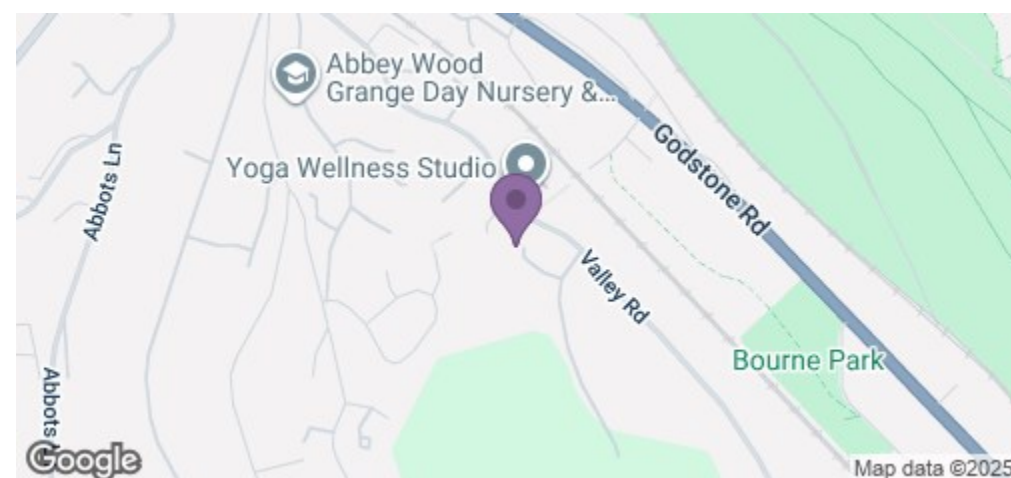 Abbey Wood
Grange Day Nursery &...
Yoga Wellness Studio
Godstone Rd
Abbots Ln
Valley Rd
Bourne Park
Abbots
Google
Map data ©2025